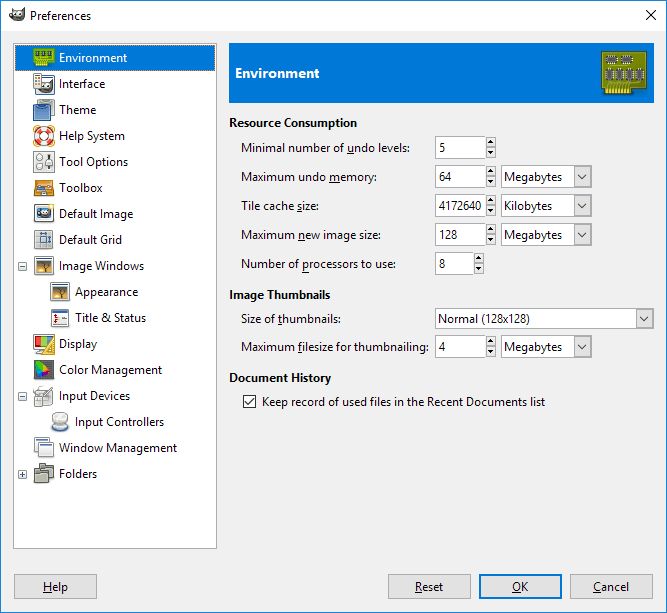 Preferences
Environment
Interface
Theme
Help System
Tool Options
Toolbox
Default Image
Default Grid
Image Windows
Appearance
Title & Status
Display
Color Management
Input Devices
Input Controllers
Window Management
Folders
Environment
Resource Consumption
Minimal number of undo levels: 5
Maximum undo memory: 64 Megabytes
Tile cache size: 4172640 Kilobytes
Maximum new image size: 128 Megabytes
Number of processors to use: 8
Image Thumbnails
Size of thumbnails: Normal (128x128)
Maximum filesize for thumbnailing: 4 Megabytes
Document History
Keep record of used files in the Recent Documents list
Help Reset OK Cancel